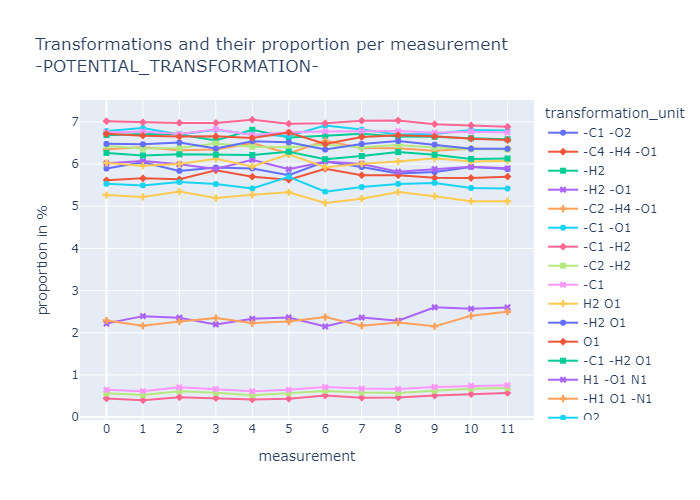 Transformations and their proportion per measurement
-POTENTIAL_TRANSFORMATION-
transformation_unit
-C1 -O2
-C4 -H4 -O1
-H2
-H2 -O1
-C2 -H4 -O1
-C1 -O1
-C1 -H2
-C2 -H2
-C1
H2 O1
-H2 O1
O1
-C1 -H2 O1
H1 -O1 N1
-H1 O1 -N1
O2
proportion in %
7
6
5
4
3
2
1
0
0 1 2 3 4 5 6 7 8 9 10 11
measurement